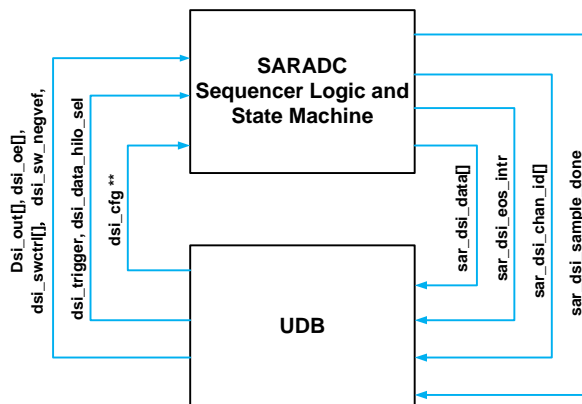 SARADC
Sequencer Logic and
State Machine
Dsi_out[], dsi_oe[],
dsi_swctrl[], dsi_sw_negvef,
dsi_trigger, dsi_data_hilo_sel
dsi_cfg **
sar_dsi_data[]
sar_dsi_eos_intr
sar_dsi_chan_id[]
sar_dsi_sample_done
UDB